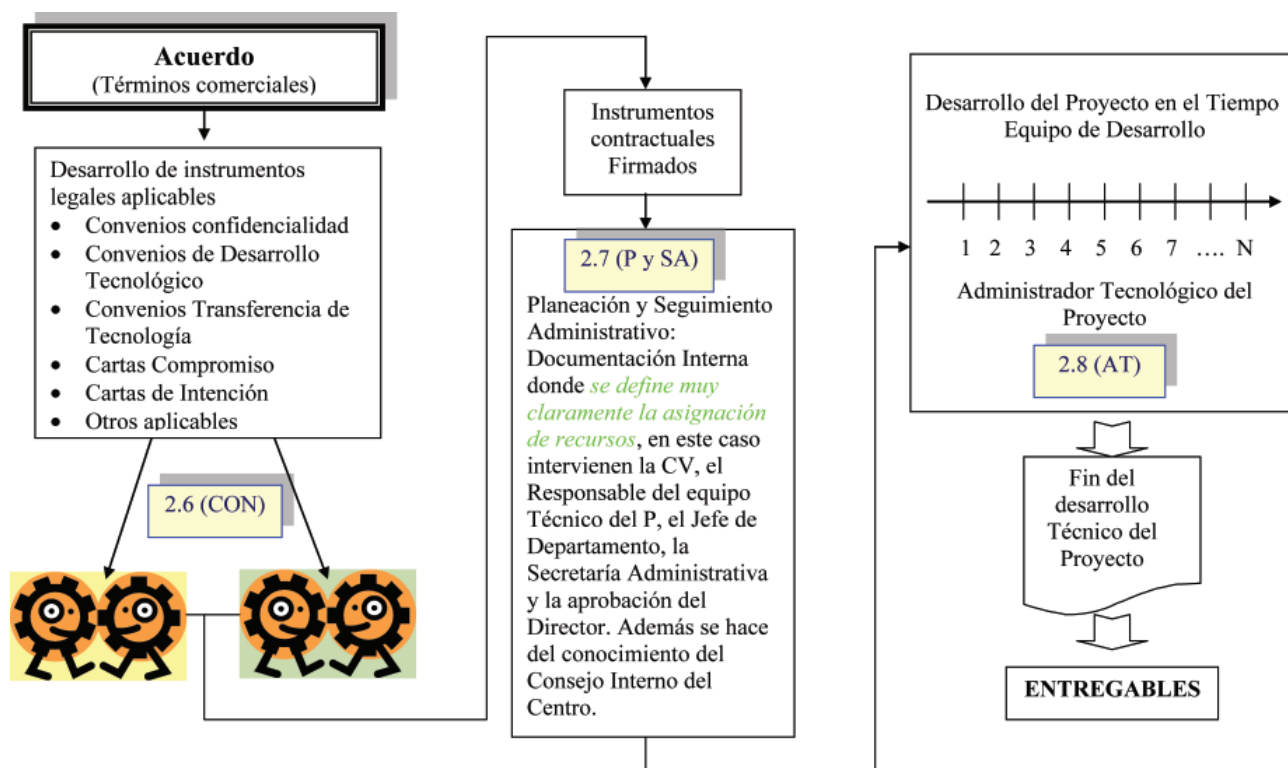 Acuerdo
(Términos comerciales)
Desarrollo de instrumentos
legales aplicables
• Convenios confidencialidad
• Convenios de Desarrollo
Tecnológico
• Convenios Transferencia de
Tecnología
• Cartas Compromiso
• Cartas de Intención
• Otros aplicables
2.6 (CON)
Instrumentos
contractuales
Firmados
2.7 (P y SA)
Planeación y Seguimiento
Administrativo:
Documentación Interna
donde se define muy
claramente la asignación
de recursos, en este caso
intervienen la CV, el
Responsable del equipo
Técnico del P, el Jefe de
Departamento, la
Secretaría Administrativa
y la aprobación del
Director. Además se hace
del conocimiento del
Consejo Interno del
Centro.
Desarrollo del Proyecto en el Tiempo
Equipo de Desarrollo
1 2 3 4 5 6 7 …. N
Administrador Tecnológico del
Proyecto
2.8 (AT)
Fin del
desarrollo
Técnico del
Proyecto
ENTREGABLES